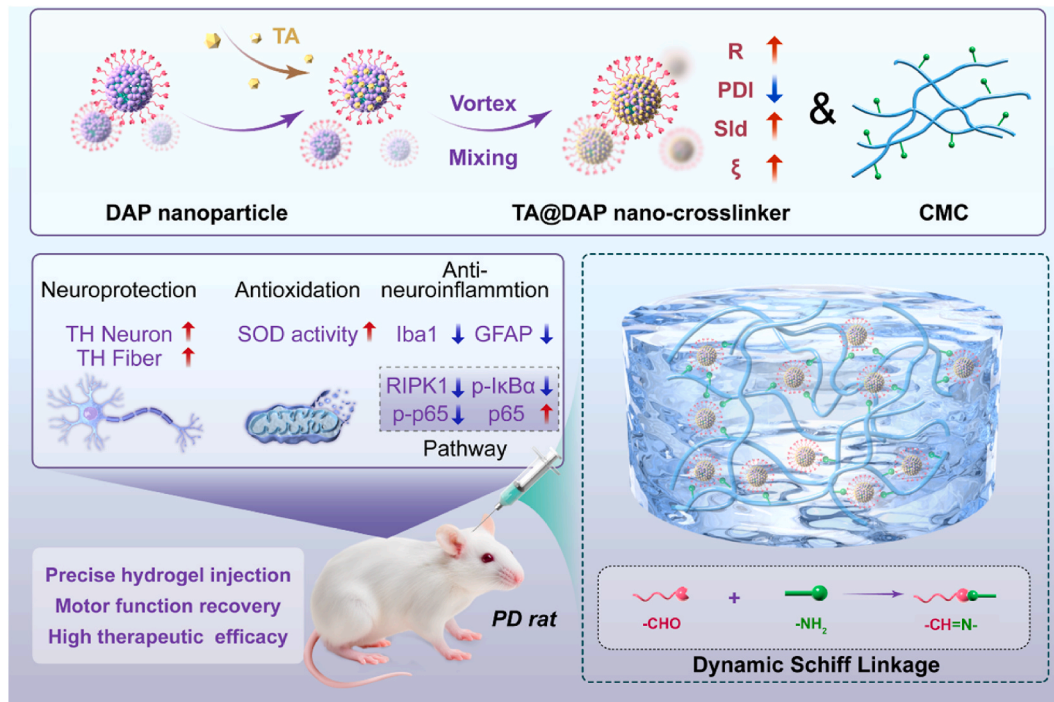 TA
Vortex
Mixing
R
PDI
Sld
ξ
&
DAP nanoparticle
TA@DAP nano-crosslinker
CMC
Neuroprotection
TH Neuron
TH Fiber
Antioxidation
SOD activity
Anti-
neuroinflammtion
Iba1 GFAP
RIPK1 p-IκBα
p-p65 p65
Pathway
Precise hydrogel injection
Motor function recovery
High therapeutic efficacy
PD rat
+
-CHO -NH₂ -CH=N-
Dynamic Schiff Linkage